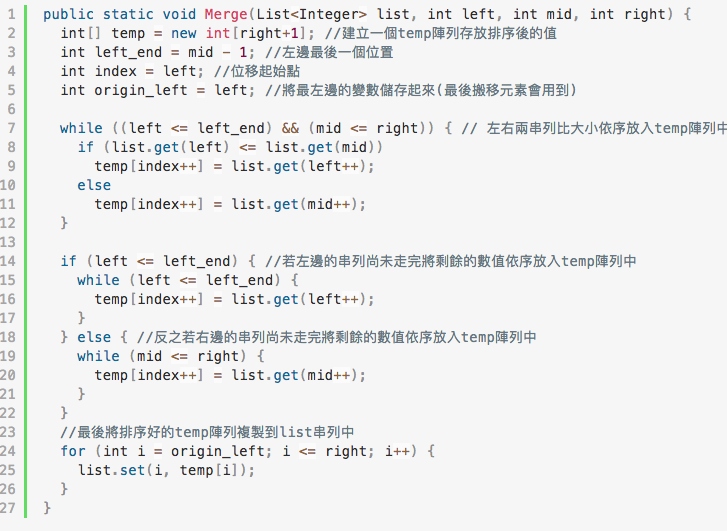 1 public static void Merge(List<Integer> list, int left, int mid, int right) {
2   int[] temp = new int[right+1]; //建立一個temp陣列存放排序後的值
3   int left_end = mid - 1; //左邊最後一個位置
4   int index = left; //位移起始點
5   int origin_left = left; //將最左邊的變數儲存起來(最後搬移元素會用到)
6
7   while ((left <= left_end) && (mid <= right)) { // 左右兩串列比大小依序放入temp陣列中
8     if (list.get(left) <= list.get(mid))
9       temp[index++] = list.get(left++);
10     else
11       temp[index++] = list.get(mid++);
12   }
13
14   if (left <= left_end) { //若左邊的串列尚未走完將剩餘的數值依序放入temp陣列中
15     while (left <= left_end) {
16       temp[index++] = list.get(left++);
17     }
18   } else { //反之若右邊的串列尚未走完將剩餘的數值依序放入temp陣列中
19     while (mid <= right) {
20       temp[index++] = list.get(mid++);
21     }
22   }
23   //最後將排序好的temp陣列複製到list串列中
24   for (int i = origin_left; i <= right; i++) {
25     list.set(i, temp[i]);
26   }
27 }